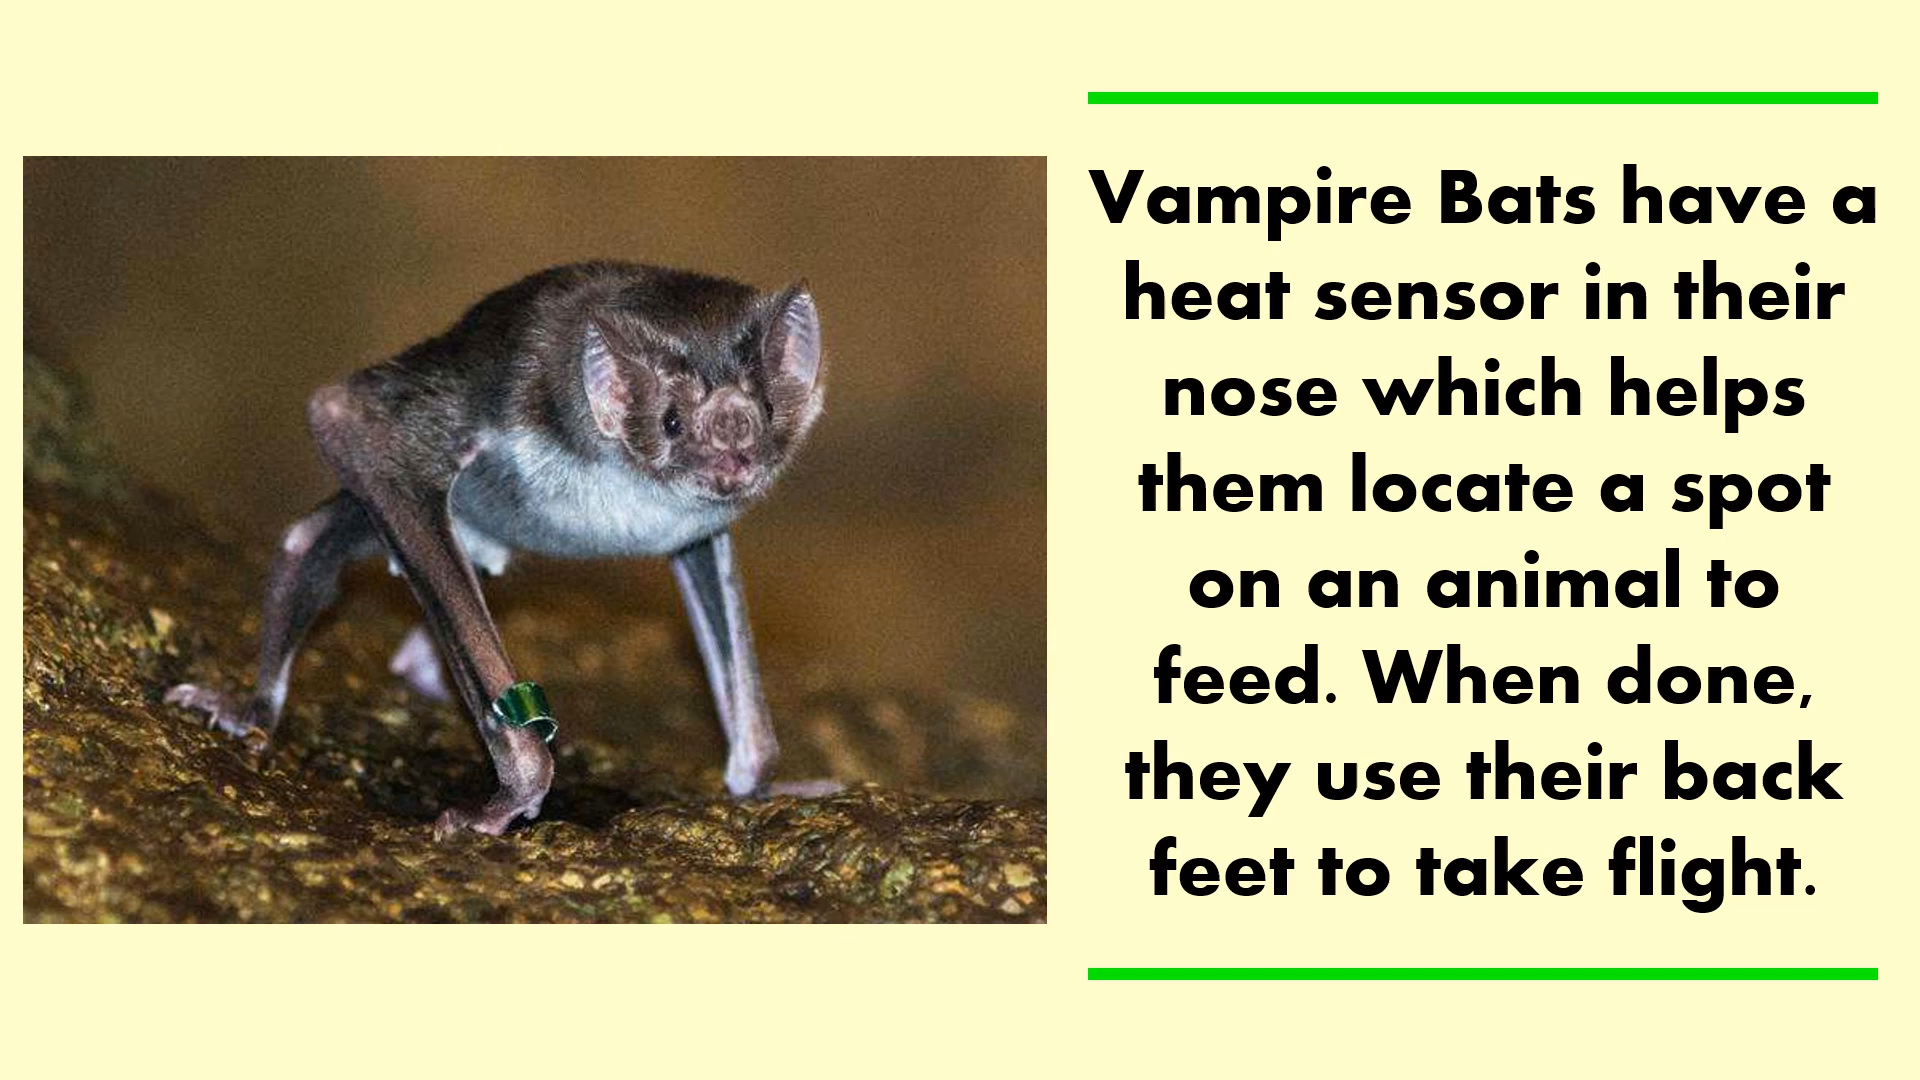 Vampire Bats have a
heat sensor in their
nose which helps
them locate a spot
on an animal to
feed. When done,
they use their back
feet to take flight.